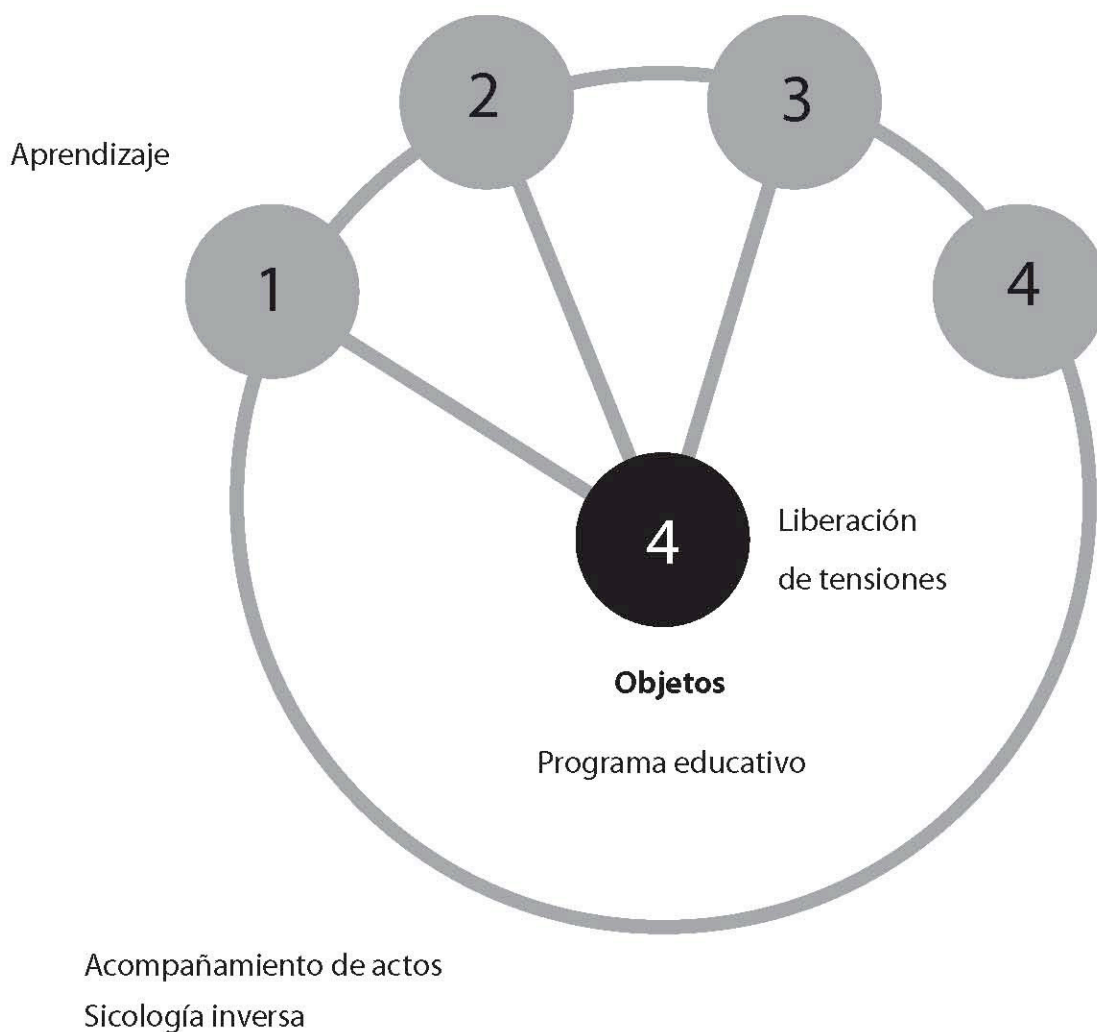 2
3
Aprendizaje
1
4
4
Liberación
de tensiones
Objetos
Programa educativo
Acompañamiento de actos
Sicología inversa